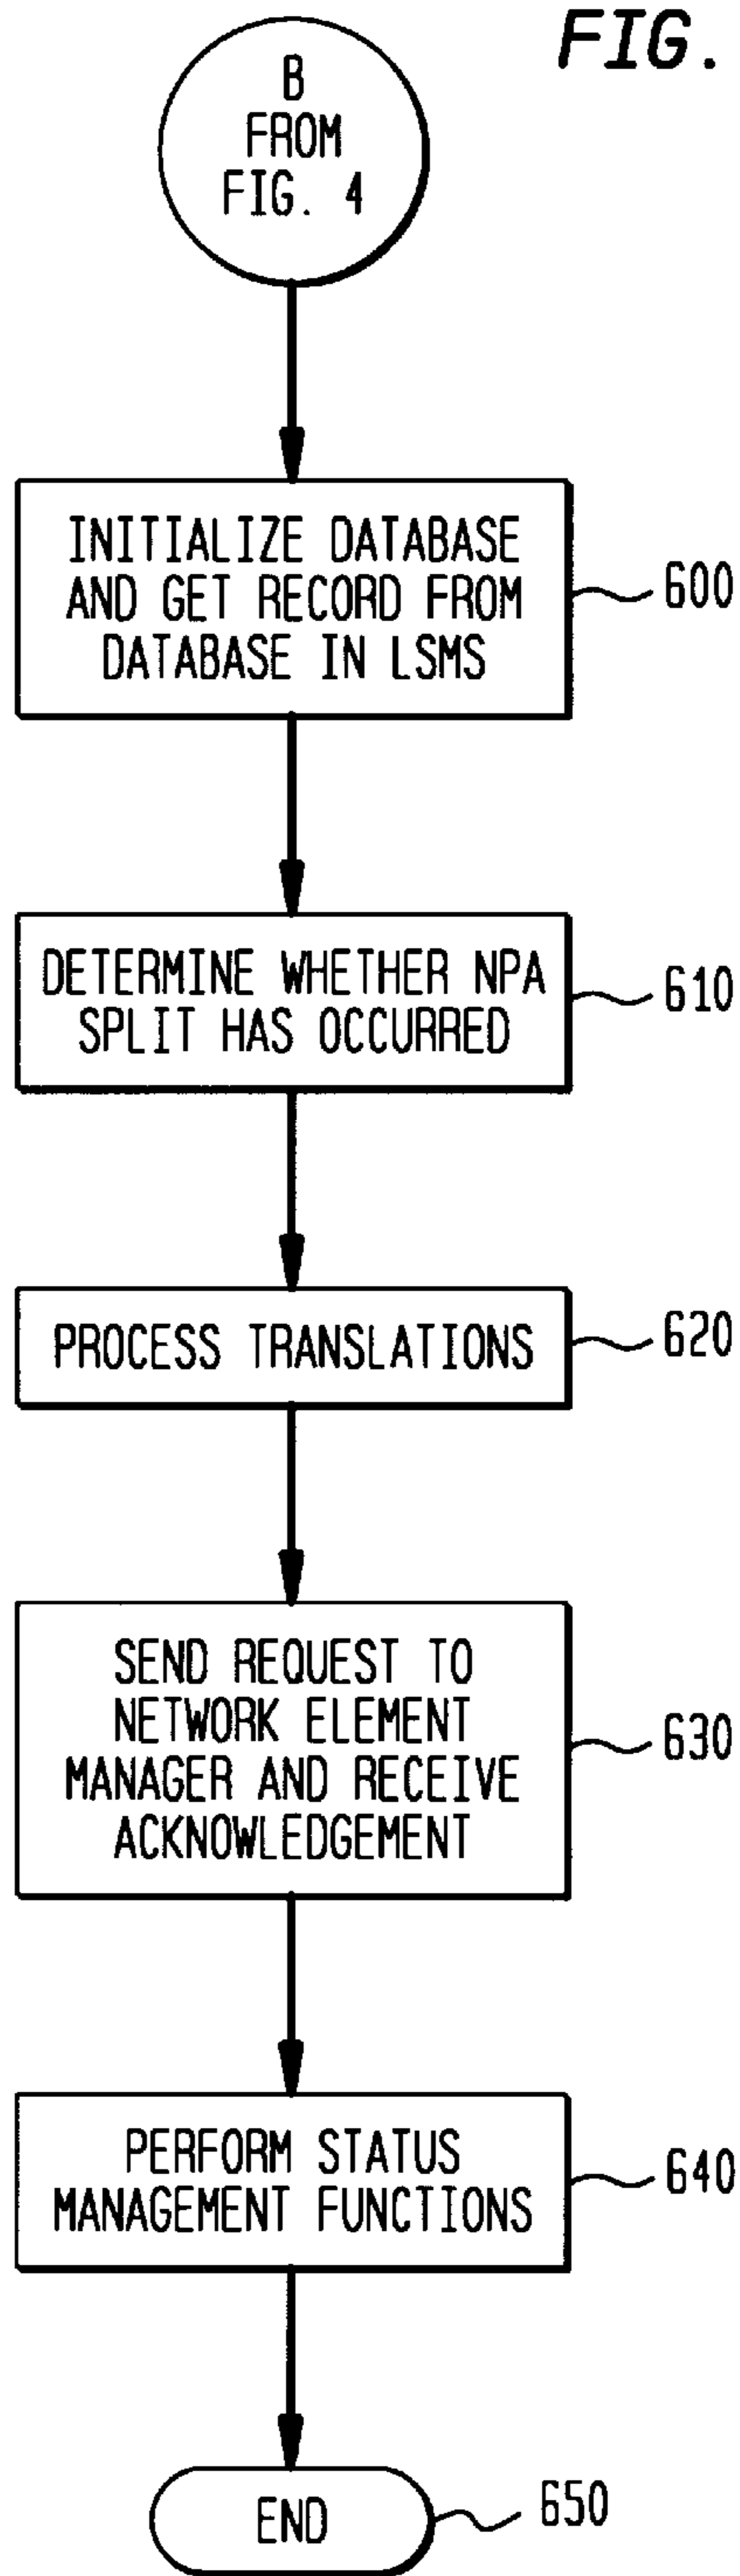 FIG.
B
FROM
FIG. 4
INITIALIZE DATABASE
AND GET RECORD FROM
DATABASE IN LSMS
600
DETERMINE WHETHER NPA
SPLIT HAS OCCURRED
610
PROCESS TRANSLATIONS
620
SEND REQUEST TO
NETWORK ELEMENT
MANAGER AND RECEIVE
ACKNOWLEDGEMENT
630
PERFORM STATUS
MANAGEMENT FUNCTIONS
640
END
650